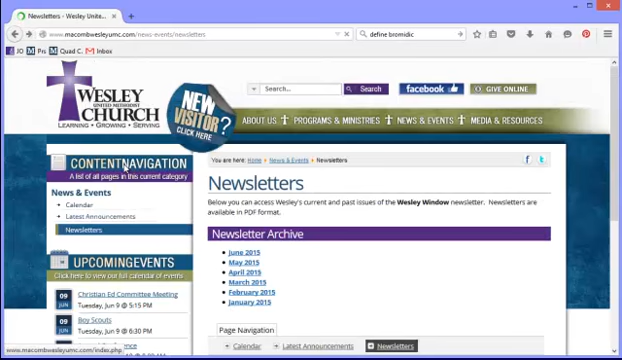 Newsletters - Wesley Unite...
www.macombwesleyumc.com/news-events/newsletters
define bromidic
JO
Prs
Quad C.
Inbox
WESLEY
UNITED METHODIST
CHURCH
LEARNING • GROWING • SERVING
NEW
VISITOR?
CLICK HERE
Search...
Search
facebook
GIVE ONLINE
ABOUT US
PROGRAMS & MINISTRIES
NEWS & EVENTS
MEDIA & RESOURCES
CONTENTNAVIGATION
A list of all pages in this current category
News & Events
Calendar
Latest Announcements
Newsletters
UPCOMINGEVENTS
Click here to view our full calendar of events
09
JUN
Christian Ed Committee Meeting
Tuesday, Jun 9 @ 5:15 PM
09
JUN
Boy Scouts
Tuesday, Jun 9 @ 6:30 PM
You are here: Home » News & Events » Newsletters
Newsletters
Below you can access Wesley's current and past issues of the Wesley Window newsletter. Newsletters are
available in PDF format.
Newsletter Archive
June 2015
May 2015
April 2015
March 2015
February 2015
January 2015
Page Navigation
Calendar
Latest Announcements
Newsletters
www.macombwesleyumc.com/index.php